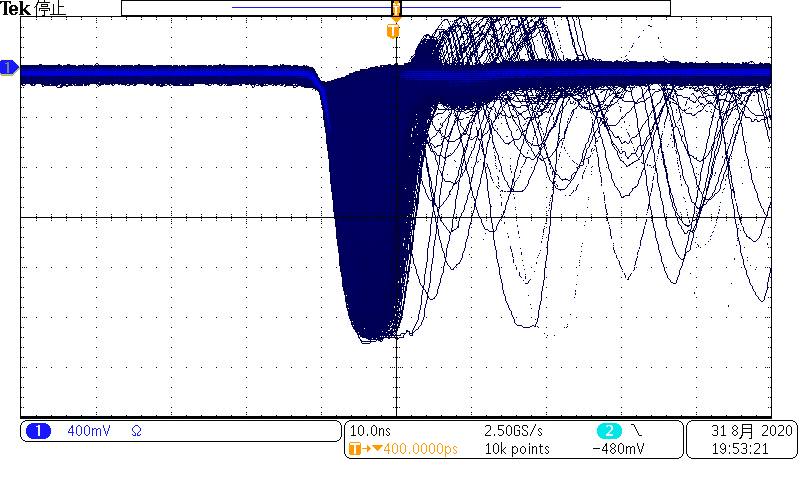 Tek 停止
T
T
1
1 400mV Ω 10.0ns 2.50GS/s 2 31 8月 2020
T→▼400.0000ps 10k points −480mV 19:53:21